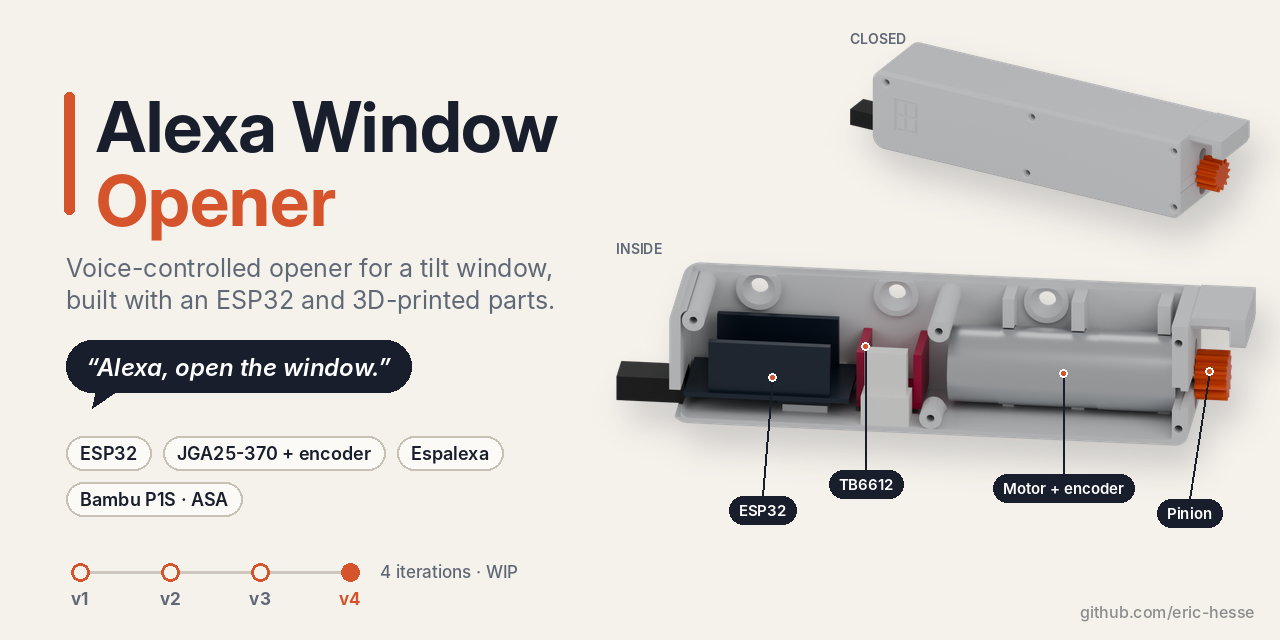 Alexa Window
Opener
Voice-controlled opener for a tilt window,
built with an ESP32 and 3D-printed parts.
“Alexa, open the window.”
ESP32
JGA25-370 + encoder
Espalexa
Bambu P1S · ASA
v1
v2
v3
v4
4 iterations · WIP
CLOSED
INSIDE
ESP32
TB6612
Motor + encoder
Pinion
github.com/eric-hesse